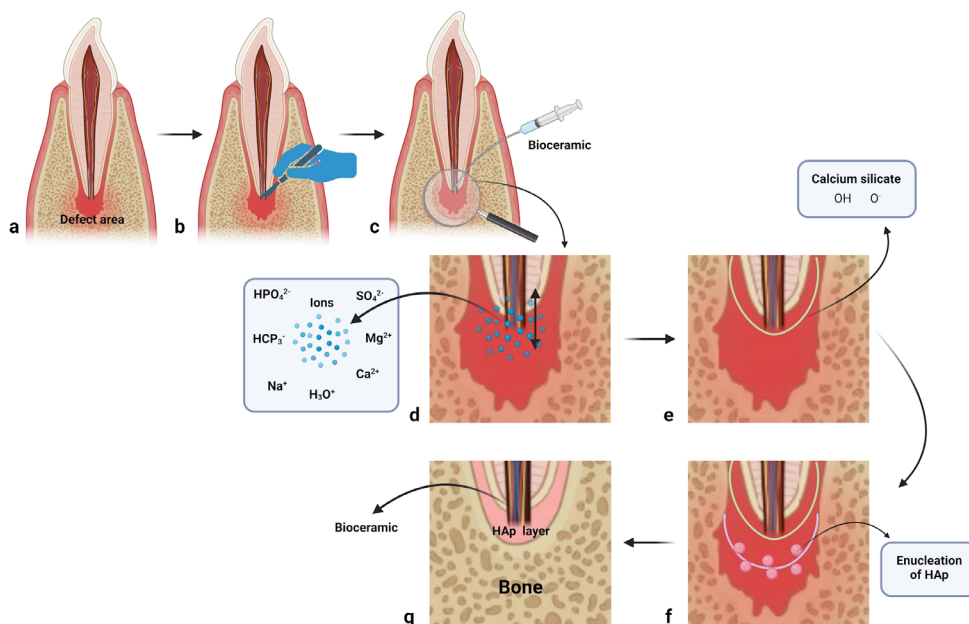 a
Defect area
b
c
Bioceramic
Calcium silicate
OH O⁻
HPO₄²⁻
Ions
SO₄²⁻
HCP₃⁻
Mg²⁺
Na⁺
Ca²⁺
H₃O⁺
d
e
Bioceramic
HAp layer
Bone
g
f
Enucleation
of HAp